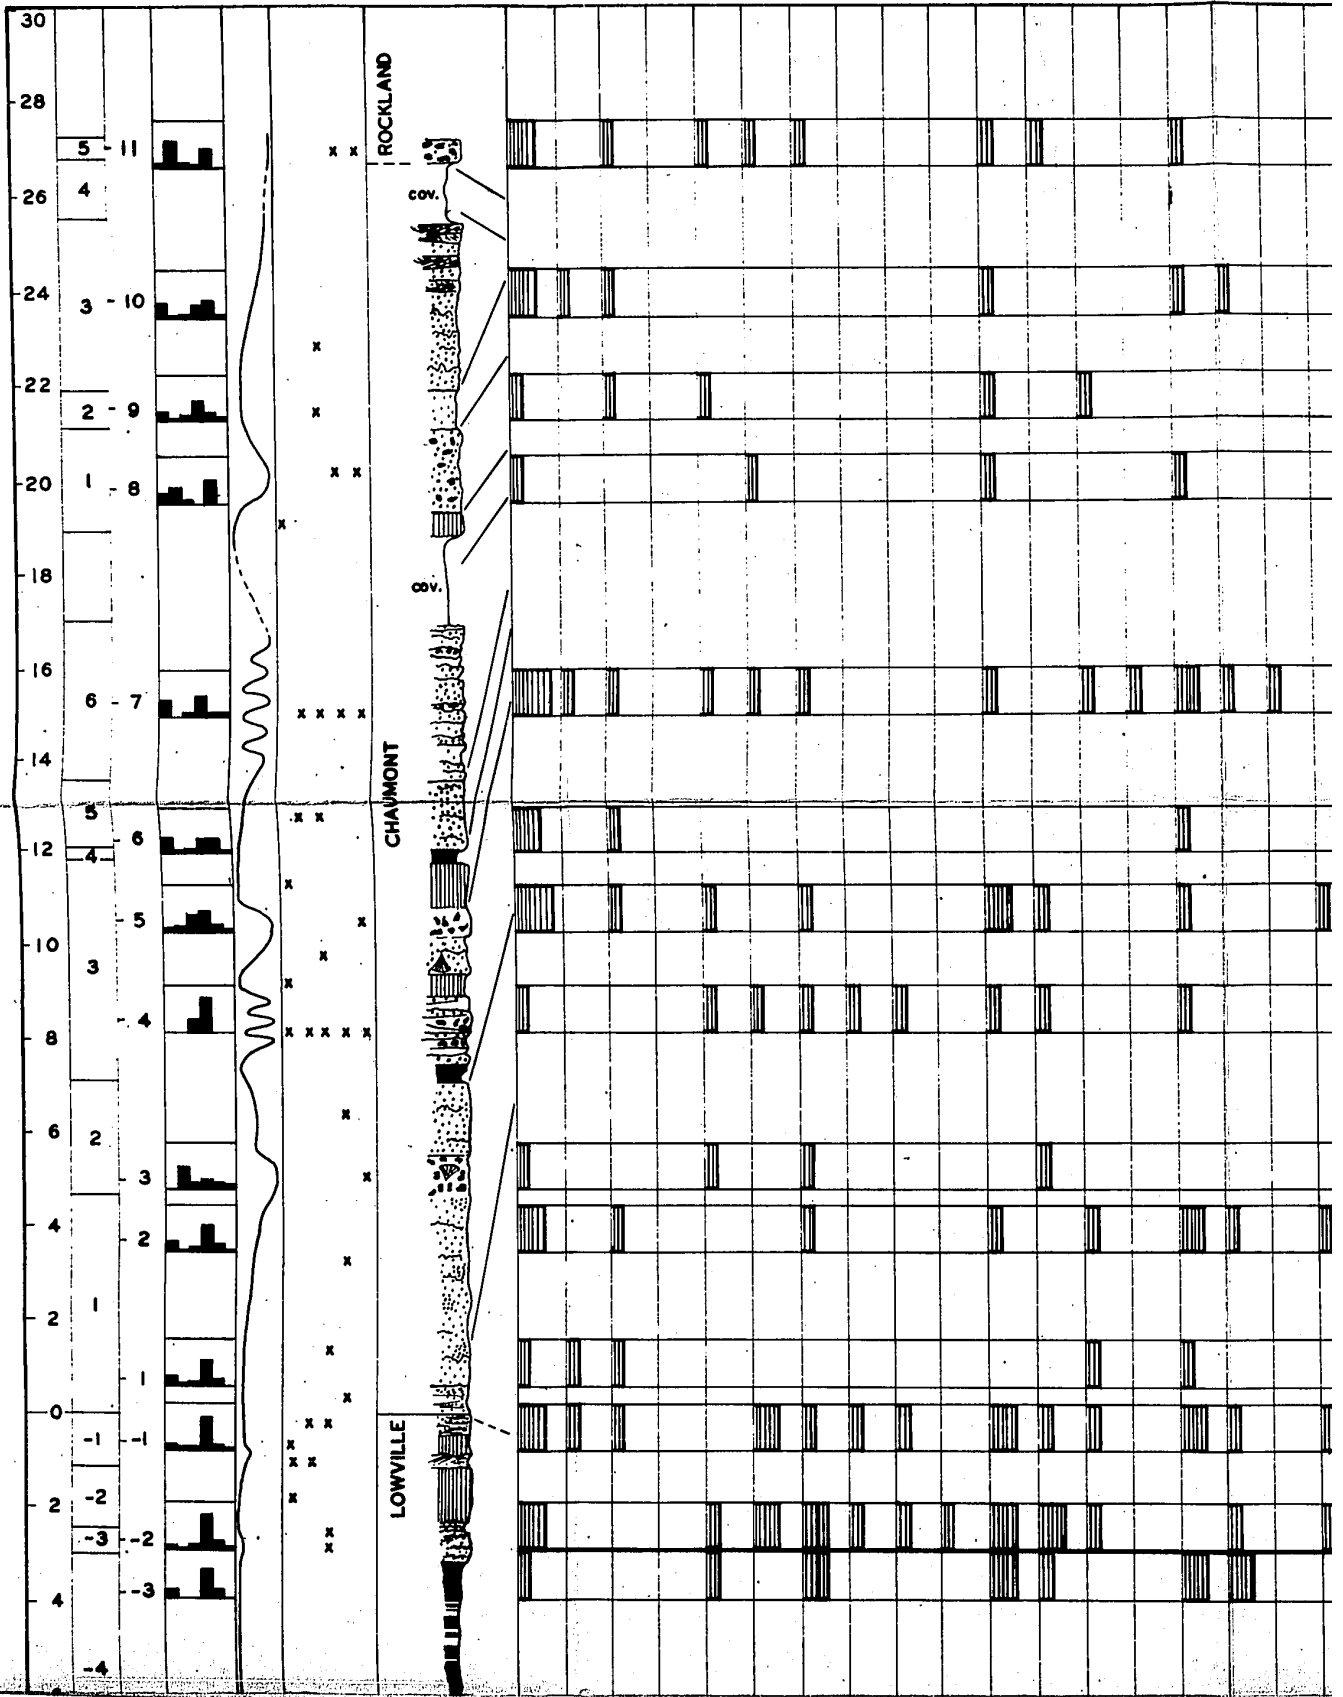 30
28
ROCKLAND
5 - 11
x x
4
26
COV.
24
3 - 10
x
22
2 - 9
x
1 - 8
x x
20
x
18
COV.
16
6 - 7
x x x x
14
CHAUMONT
5
x x
6
12
4
x
5
x
10
x
3
x
4
x x x x x
8
x
6
2
3
x
4
2
x
1
2
x
1
x
0
x x
-1 -1
x
x x
LOWVILLE
-2
x
2
x
-3 -2
x
-3
4
-4